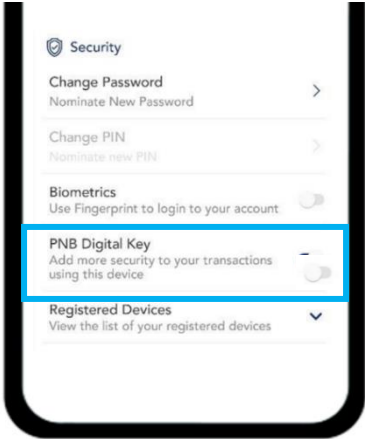 Security
Change Password
Nominate New Password
Change PIN
Nominate new PIN
Biometrics
Use Fingerprint to login to your account
PNB Digital Key
Add more security to your transactions
using this device
Registered Devices
View the list of your registered devices